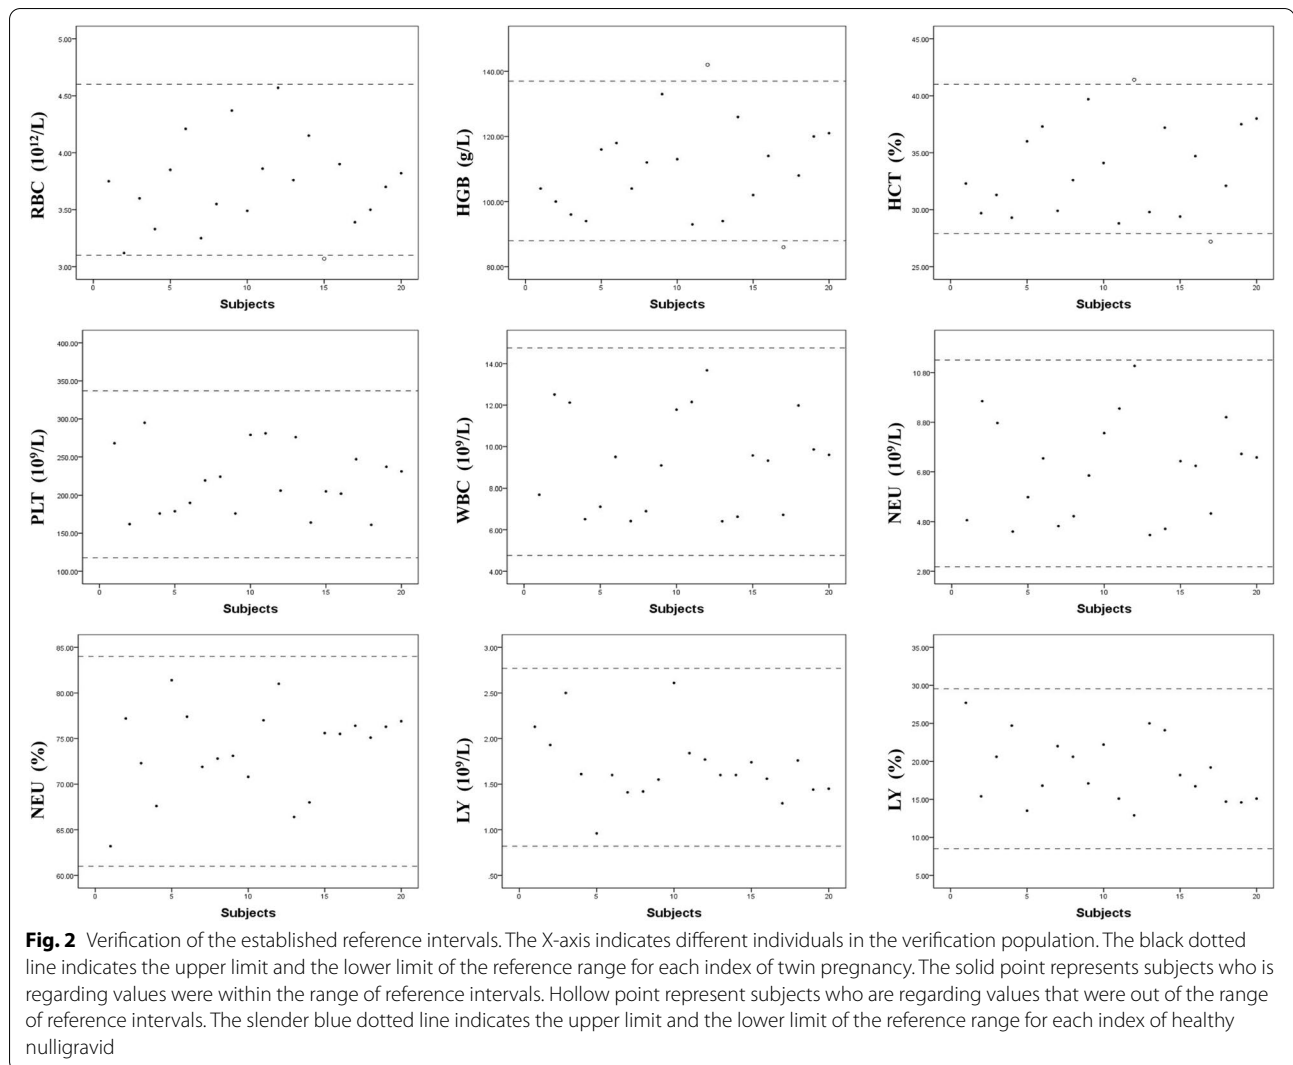 5.00
4.50
4.00
3.50
3.00
RBC (10¹²/L)
0 5 10 15 20
Subjects
140.00
120.00
100.00
80.00
HGB (g/L)
0 5 10 15 20
Subjects
45.00
40.00
35.00
30.00
25.00
HCT (%)
0 5 10 15 20
Subjects
400.00
350.00
300.00
250.00
200.00
150.00
100.00
PLT (10⁹/L)
0 5 10 15 20
Subjects
14.00
12.00
10.00
8.00
6.00
4.00
WBC (10⁹/L)
0 5 10 15 20
Subjects
10.80
8.80
6.80
4.80
2.80
NEU (10⁹/L)
0 5 10 15 20
Subjects
85.00
80.00
75.00
70.00
65.00
60.00
NEU (%)
0 5 10 15 20
Subjects
3.00
2.50
2.00
1.50
1.00
.50
LY (10⁹/L)
0 5 10 15 20
Subjects
35.00
30.00
25.00
20.00
15.00
10.00
5.00
LY (%)
0 5 10 15 20
Subjects
Fig. 2 Verification of the established reference intervals. The X-axis indicates different individuals in the verification population. The black dotted
line indicates the upper limit and the lower limit of the reference range for each index of twin pregnancy. The solid point represents subjects who is
regarding values were within the range of reference intervals. Hollow point represent subjects who are regarding values that were out of the range
of reference intervals. The slender blue dotted line indicates the upper limit and the lower limit of the reference range for each index of healthy
nulligravid